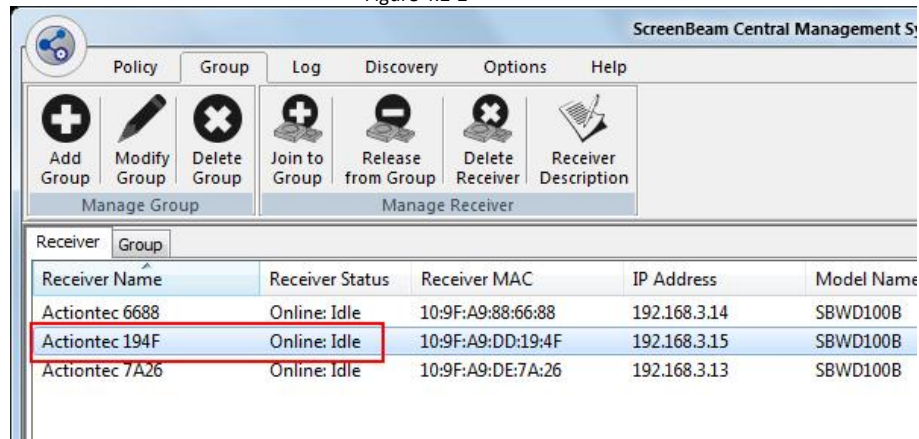 ScreenBeam Central Management Sy
Policy Group Log Discovery Options Help
Add Group Modify Group Delete Group Join to Group Release from Group Delete Receiver Receiver Description
Manage Group Manage Receiver
Receiver Group
Receiver Name Receiver Status Receiver MAC IP Address Model Name
Actiontec 6688 Online: Idle 10:9F:A9:88:66:88 192.168.3.14 SBWD100B
Actiontec 194F Online: Idle 10:9F:A9:DD:19:4F 192.168.3.15 SBWD100B
Actiontec 7A26 Online: Idle 10:9F:A9:DE:7A:26 192.168.3.13 SBWD100B